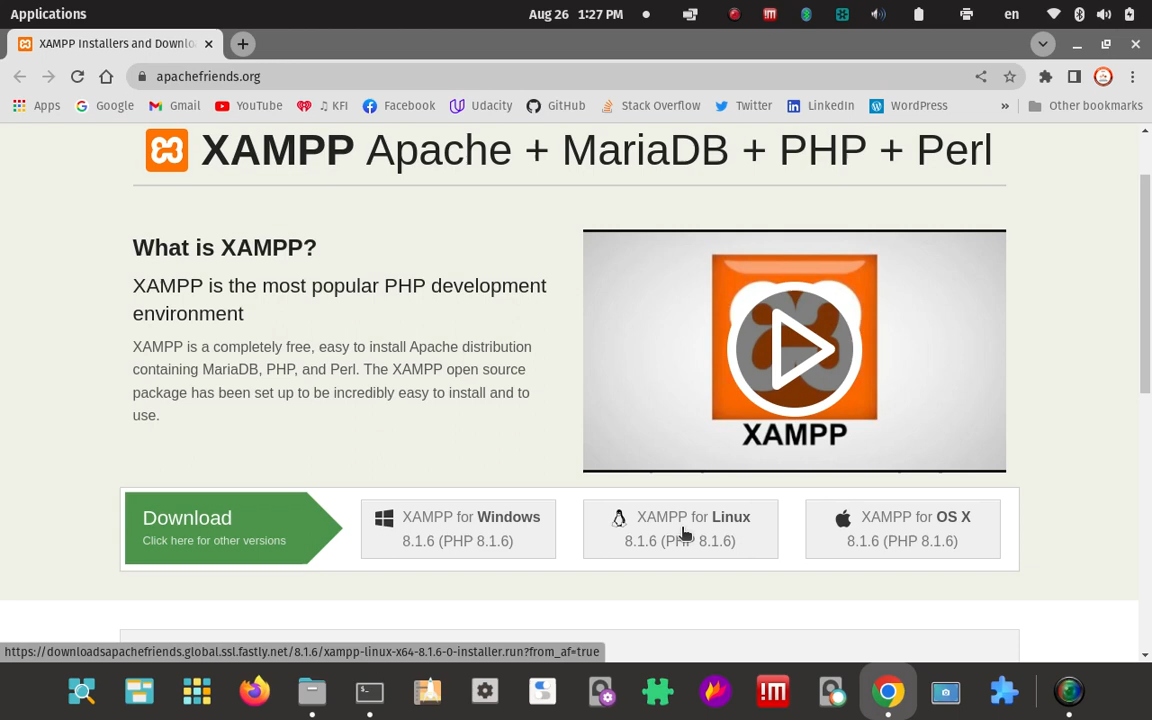 Applications
Aug 26 1:27 PM
en
XAMPP Installers and Downlo
apachefriends.org
Apps Google Gmail YouTube KFI Facebook Udacity GitHub Stack Overflow Twitter LinkedIn WordPress » Other bookmarks
XAMPP Apache + MariaDB + PHP + Perl
What is XAMPP?
XAMPP is the most popular PHP development
environment
XAMPP is a completely free, easy to install Apache distribution
containing MariaDB, PHP, and Perl. The XAMPP open source
package has been set up to be incredibly easy to install and to
use.
XAMPP
Download
Click here for other versions
XAMPP for Windows
8.1.6 (PHP 8.1.6)
XAMPP for Linux
8.1.6 (PHP 8.1.6)
XAMPP for OS X
8.1.6 (PHP 8.1.6)
https://downloadsapachefriends.global.ssl.fastly.net/8.1.6/xampp-linux-x64-8.1.6-0-installer.run?from_af=true
!M